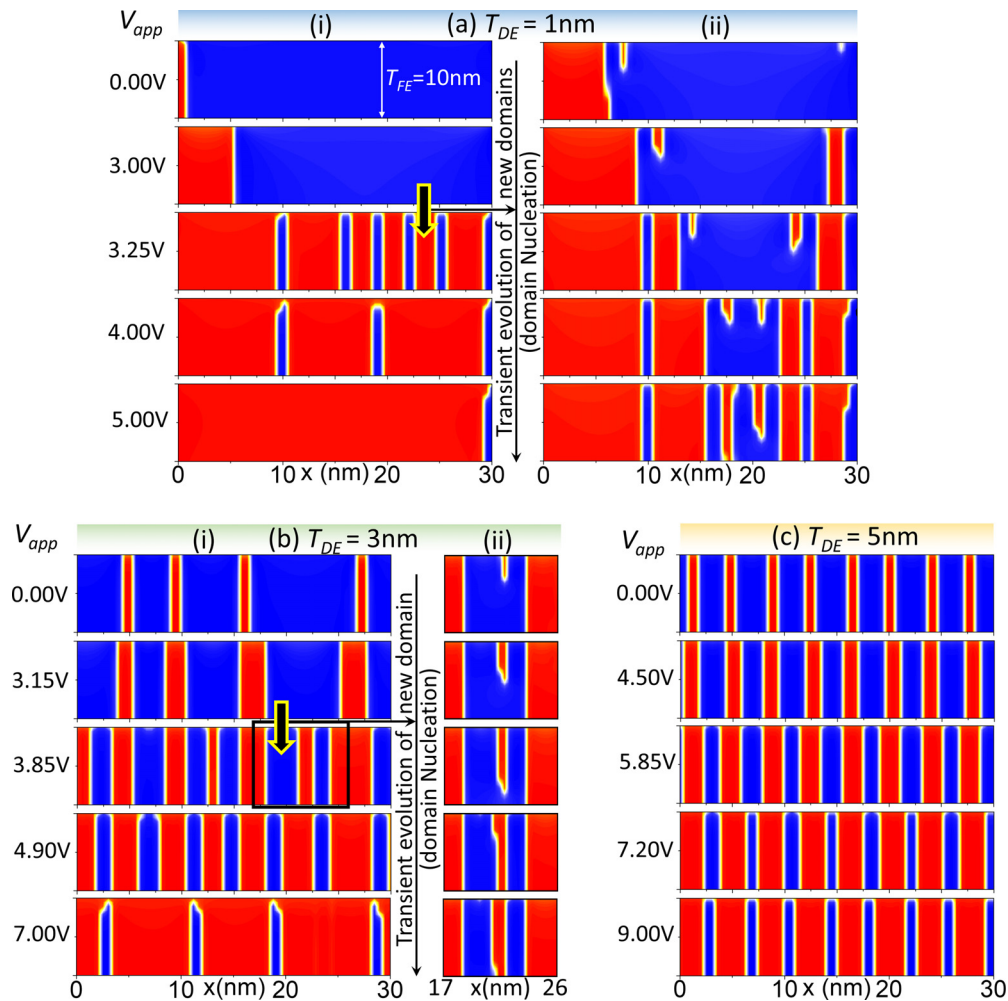 V_app (i) (a) T_DE = 1nm (ii)
0.00V
T_FE=10nm
3.00V
3.25V
4.00V
5.00V
Transient evolution of new domains
(domain Nucleation)
0 10 x (nm) 20 30
0 10 x(nm) 20 30
V_app (i) (b) T_DE = 3nm (ii)
0.00V
3.15V
3.85V
4.90V
7.00V
Transient evolution of new domain
(domain Nucleation)
0 x(nm) 20 30
17 x(nm) 26
V_app (c) T_DE = 5nm
0.00V
4.50V
5.85V
7.20V
9.00V
0 x(nm) 10 20 30